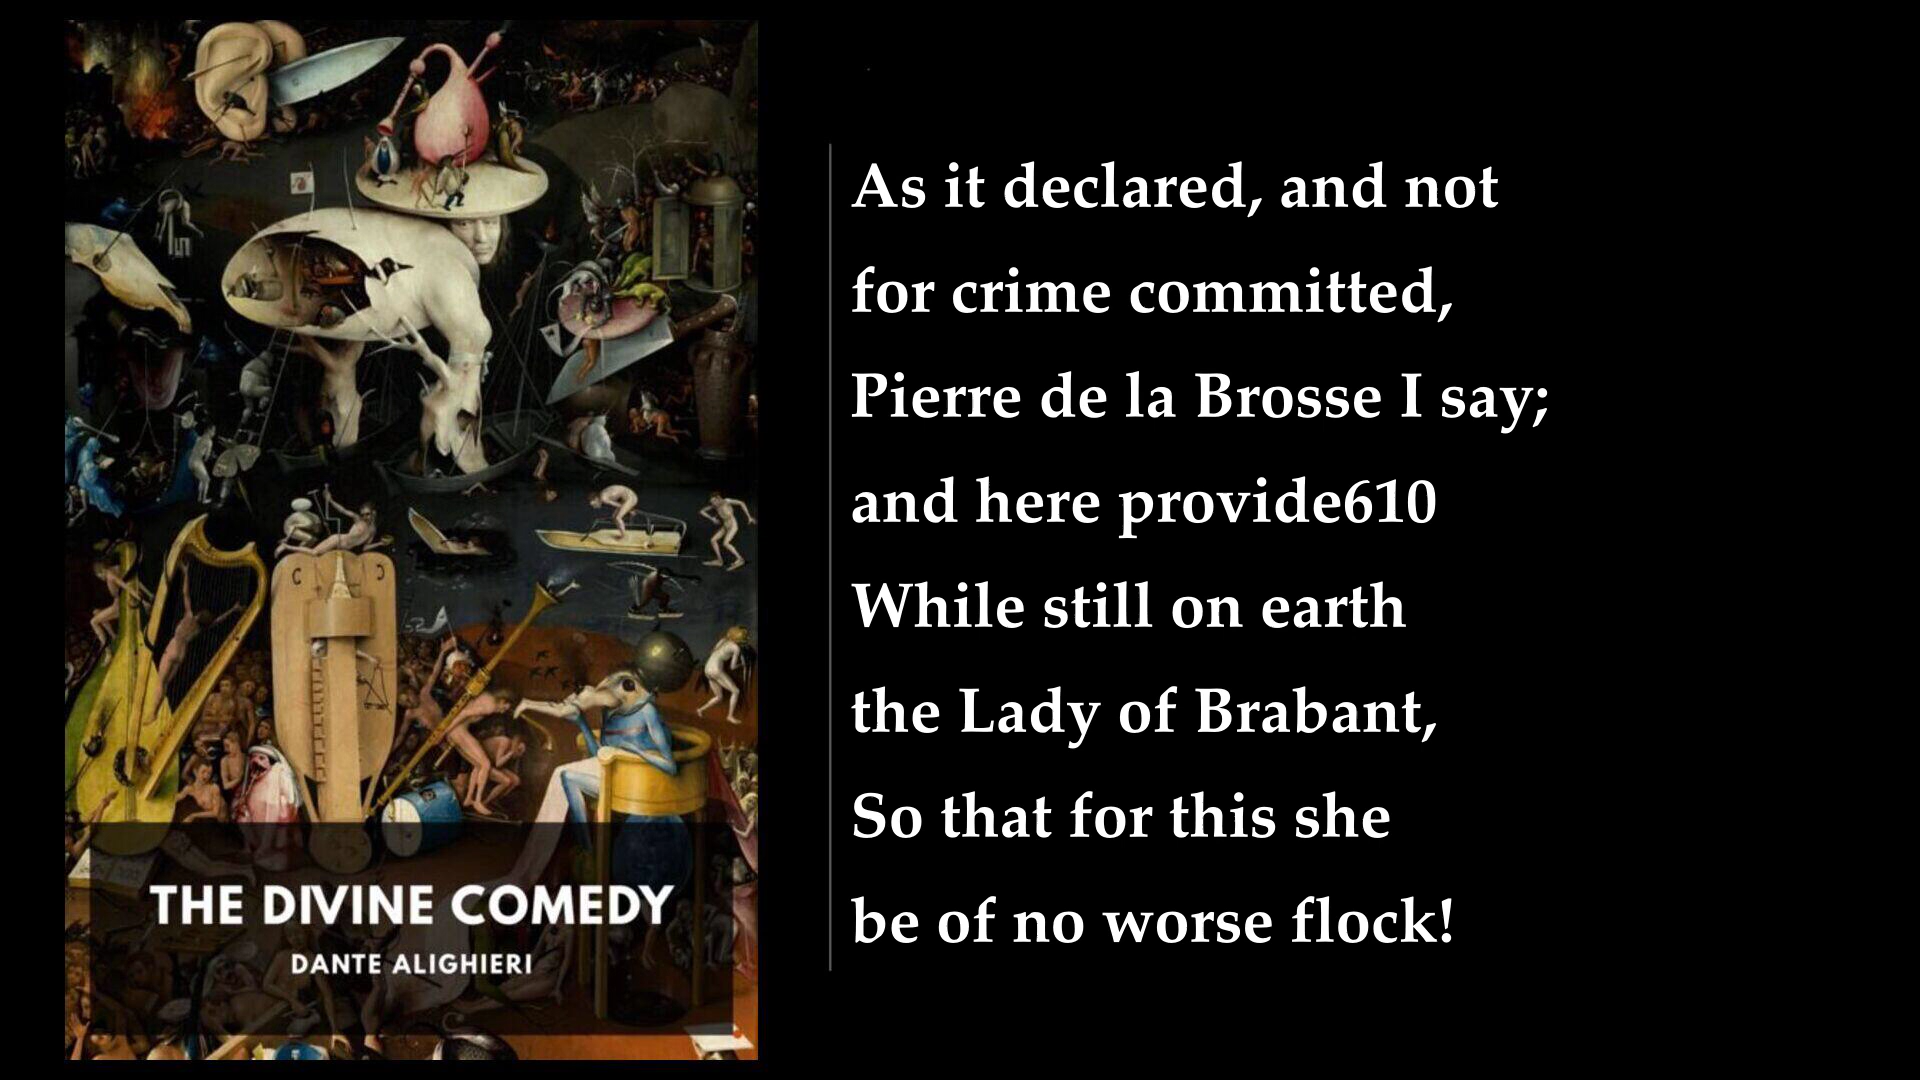 THE DIVINE COMEDY
DANTE ALIGHIERI
As it declared, and not
for crime committed,
Pierre de la Brosse I say;
and here provide610
While still on earth
the Lady of Brabant,
So that for this she
be of no worse flock!